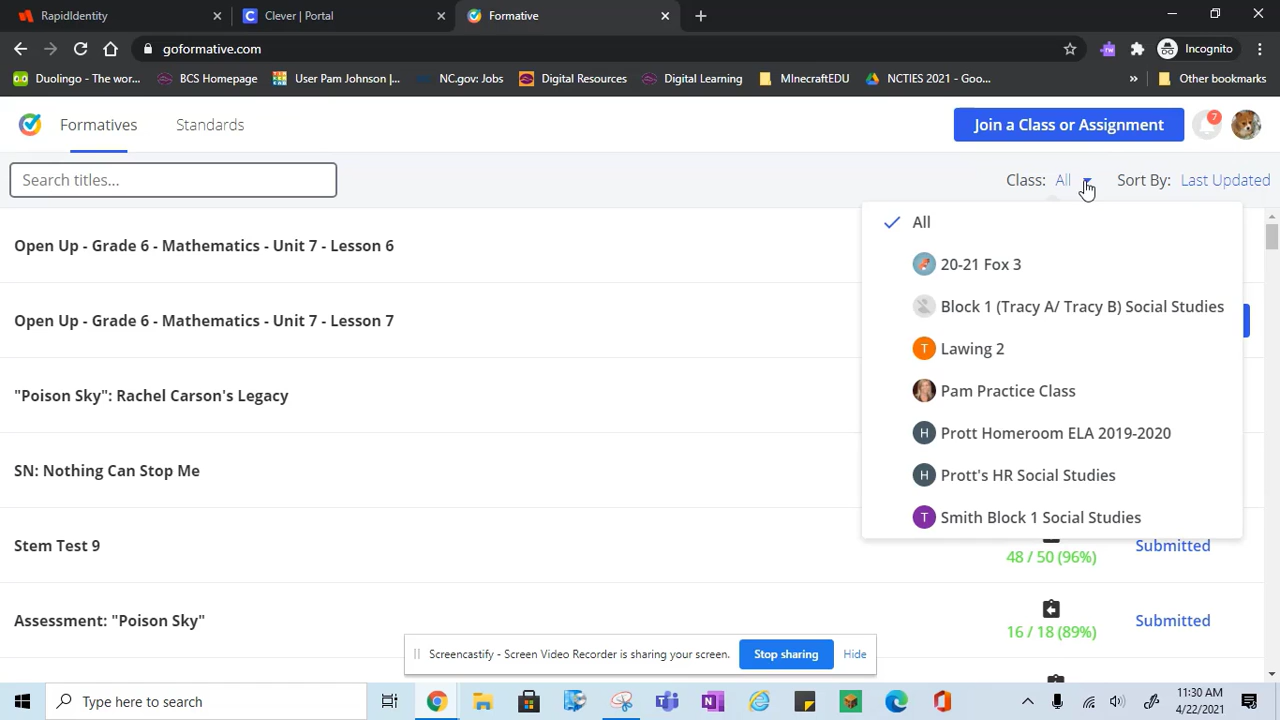 RapidIdentity
Clever | Portal
Formative
goformative.com
Incognito
Duolingo - The wor...
BCS Homepage
User Pam Johnson |...
NC.gov: Jobs
Digital Resources
Digital Learning
MInecraftEDU
NCTIES 2021 - Goo...
»
Other bookmarks
Formatives
Standards
Join a Class or Assignment
7
Search titles...
Class: All
Sort By: Last Updated
All
Open Up - Grade 6 - Mathematics - Unit 7 - Lesson 6
20-21 Fox 3
Block 1 (Tracy A/ Tracy B) Social Studies
Open Up - Grade 6 - Mathematics - Unit 7 - Lesson 7
T Lawing 2
Pam Practice Class
"Poison Sky": Rachel Carson's Legacy
H Prott Homeroom ELA 2019-2020
SN: Nothing Can Stop Me
H Prott's HR Social Studies
T Smith Block 1 Social Studies
Stem Test 9
48 / 50 (96%)
Submitted
Assessment: "Poison Sky"
16 / 18 (89%)
Submitted
Screencastify - Screen Video Recorder is sharing your screen.
Stop sharing
Hide
Type here to search
11:30 AM
4/22/2021